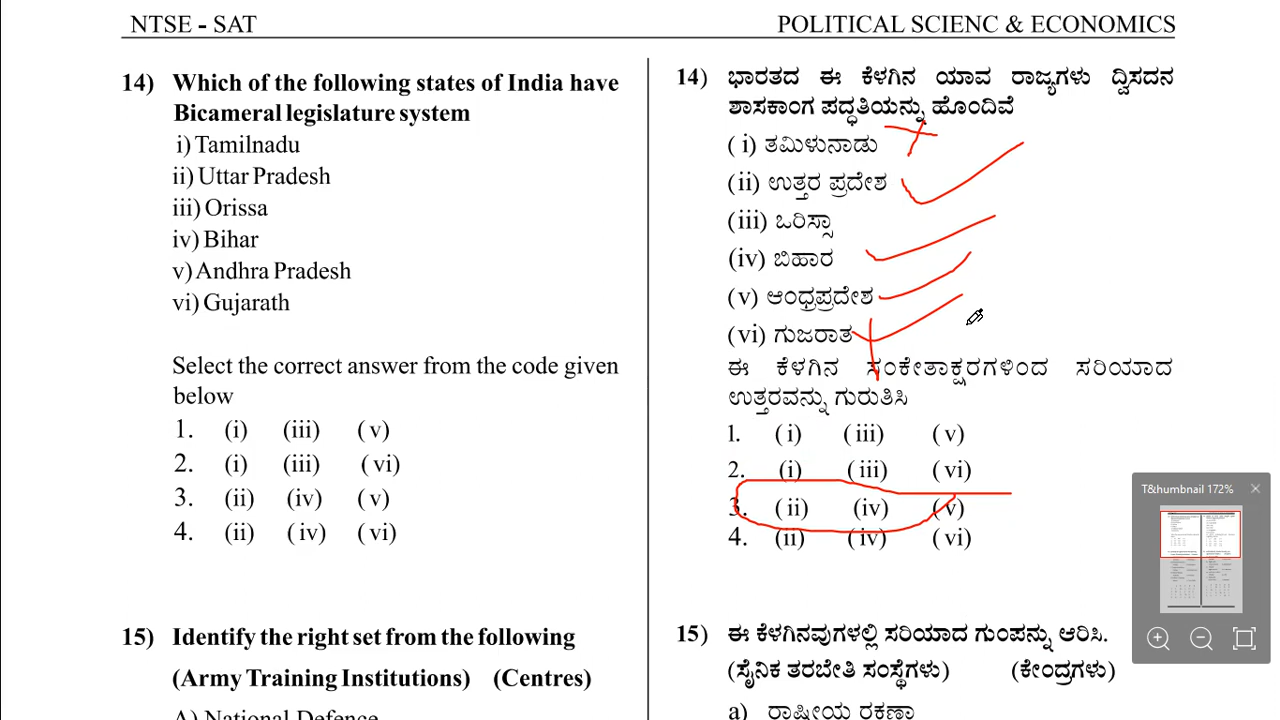 NTSE - SAT
POLITICAL SCIENC & ECONOMICS
14) Which of the following states of India have
Bicameral legislature system
i) Tamilnadu
ii) Uttar Pradesh
iii) Orissa
iv) Bihar
v) Andhra Pradesh
vi) Gujarath
Select the correct answer from the code given
below
1. (i) (iii) (v)
2. (i) (iii) (vi)
3. (ii) (iv) (v)
4. (ii) (iv) (vi)
15) Identify the right set from the following
(Army Training Institutions) (Centres)
A) National Defence
14) ಭಾರತದ ಈ ಕೆಳಗಿನ ಯಾವ ರಾಜ್ಯಗಳು ದ್ವಿಸದನ
ಶಾಸಕಾಂಗ ಪದ್ಧತಿಯನ್ನು ಹೊಂದಿವೆ
( i) ತಮಿಳುನಾಡು
(ii) ಉತ್ತರ ಪ್ರದೇಶ
(iii) ಒರಿಸ್ಸಾ
(iv) ಬಿಹಾರ
(v) ಆಂಧ್ರಪ್ರದೇಶ
(vi) ಗುಜರಾತ
ಈ ಕೆಳಗಿನ ಸಂಕೇತಾಕ್ಷರಗಳಿಂದ ಸರಿಯಾದ
ಉತ್ತರವನ್ನು ಗುರುತಿಸಿ
1. ( i) (iii) (v)
2. (i) (iii) (vi)
3. (ii) (iv) (v)
4. (ii) (iv) (vi)
15) ಈ ಕೆಳಗಿನವುಗಳಲ್ಲಿ ಸರಿಯಾದ ಗುಂಪನ್ನು ಆರಿಸಿ.
(ಸೈನಿಕ ತರಬೇತಿ ಸಂಸ್ಥೆಗಳು) (ಕೇಂದ್ರಗಳು)
a) ರಾಷ್ಟ್ರೀಯ ರಕ್ಷಣಾ
T&humbnail 172%